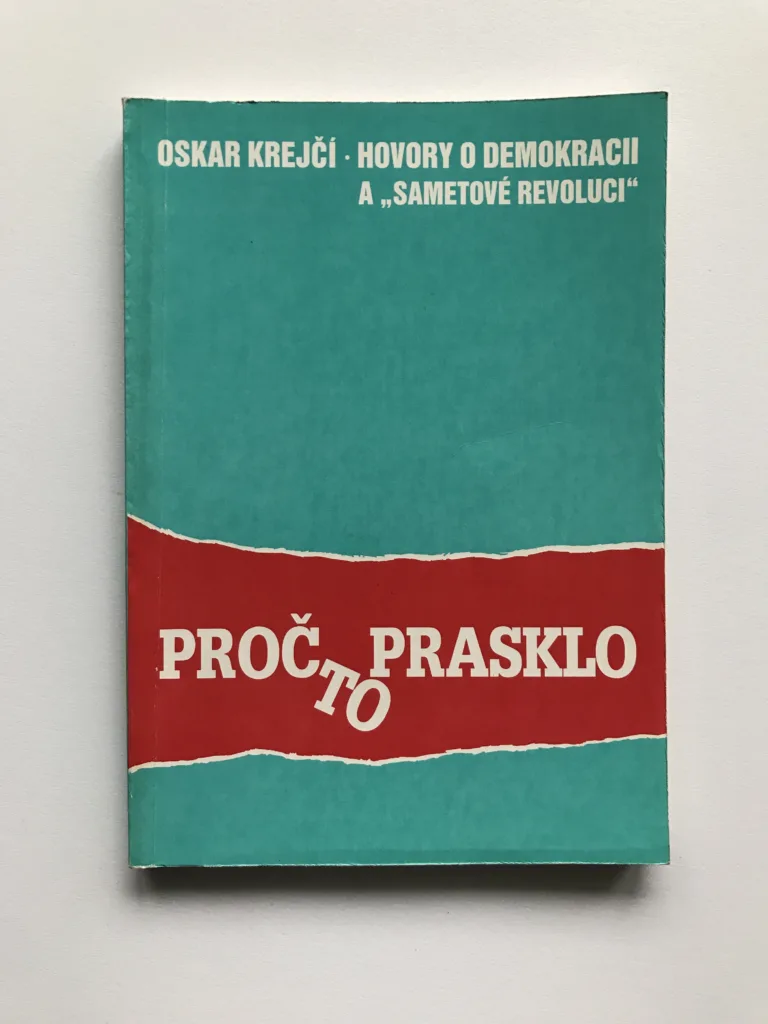 OSKAR KREJČÍ · HOVORY O DEMOKRACII
A „SAMETOVÉ REVOLUCI“
PROČ TO PRASKLO